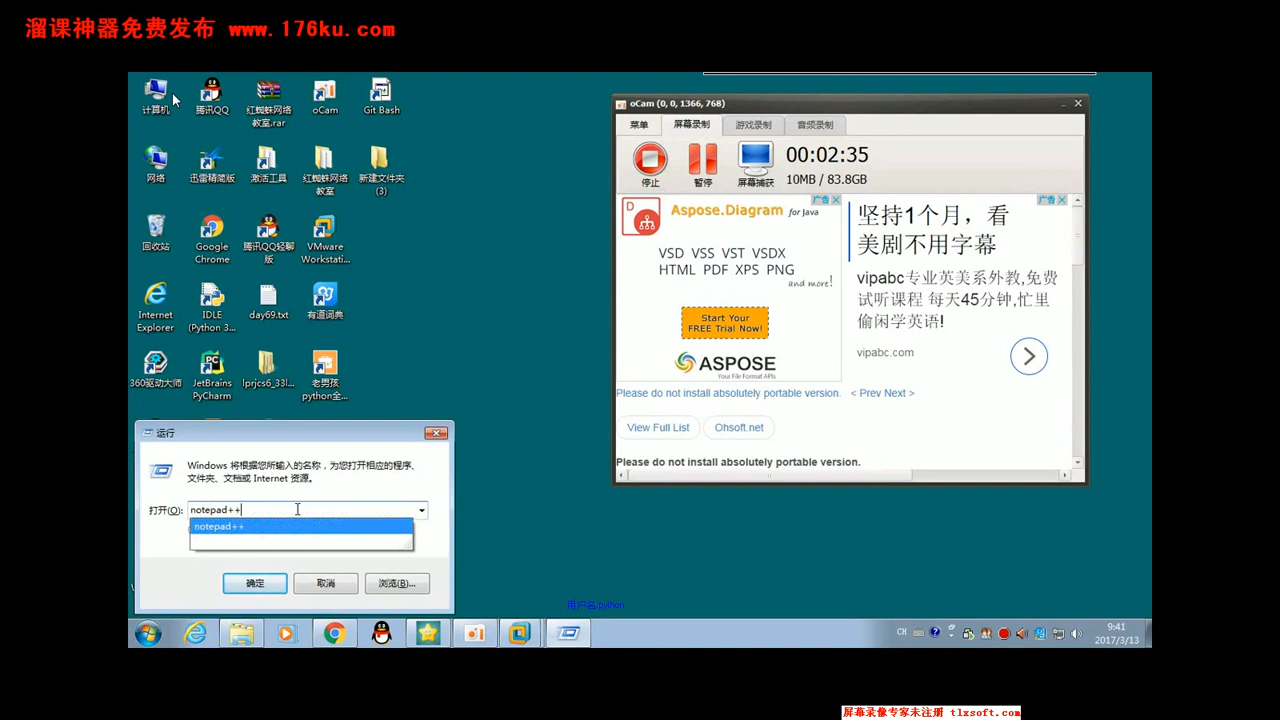 溜课神器免费发布 www.176ku.com
计算机
腾讯QQ
红蜘蛛网络
教室.rar
oCam
Git Bash
网络
迅雷精简版
激活工具
红蜘蛛网络
教室
新建文件夹
(3)
回收站
Google
Chrome
腾讯QQ轻聊
版
VMware
Workstati...
Internet
Explorer
IDLE
(Python 3...
day69.txt
有道词典
360驱动大师
JetBrains
PyCharm
lprjcs6_33l...
老男孩
python全...
oCam (0, 0, 1366, 768)
菜单
屏幕录制
游戏录制
音频录制
停止
暂停
屏幕捕获
00:02:35
10MB / 83.8GB
广告
Aspose.Diagram for Java
VSD VSS VST VSDX
HTML PDF XPS PNG
and more!
Start Your
FREE Trial Now!
ASPOSE
Your File Format APIs
广告
坚持1个月，看
美剧不用字幕
vipabc专业英美系外教,免费
试听课程 每天45分钟,忙里
偷闲学英语!
vipabc.com
Please do not install absolutely portable version.
< Prev Next >
View Full List
Ohsoft.net
Please do not install absolutely portable version.
运行
Windows 将根据您所输入的名称，为您打开相应的程序、
文件夹、文档或 Internet 资源。
打开(O):
notepad++
notepad++
确定
取消
浏览(B)...
用户名:python
CH
9:41
2017/3/13
屏幕录像专家未注册 tlxsoft.com